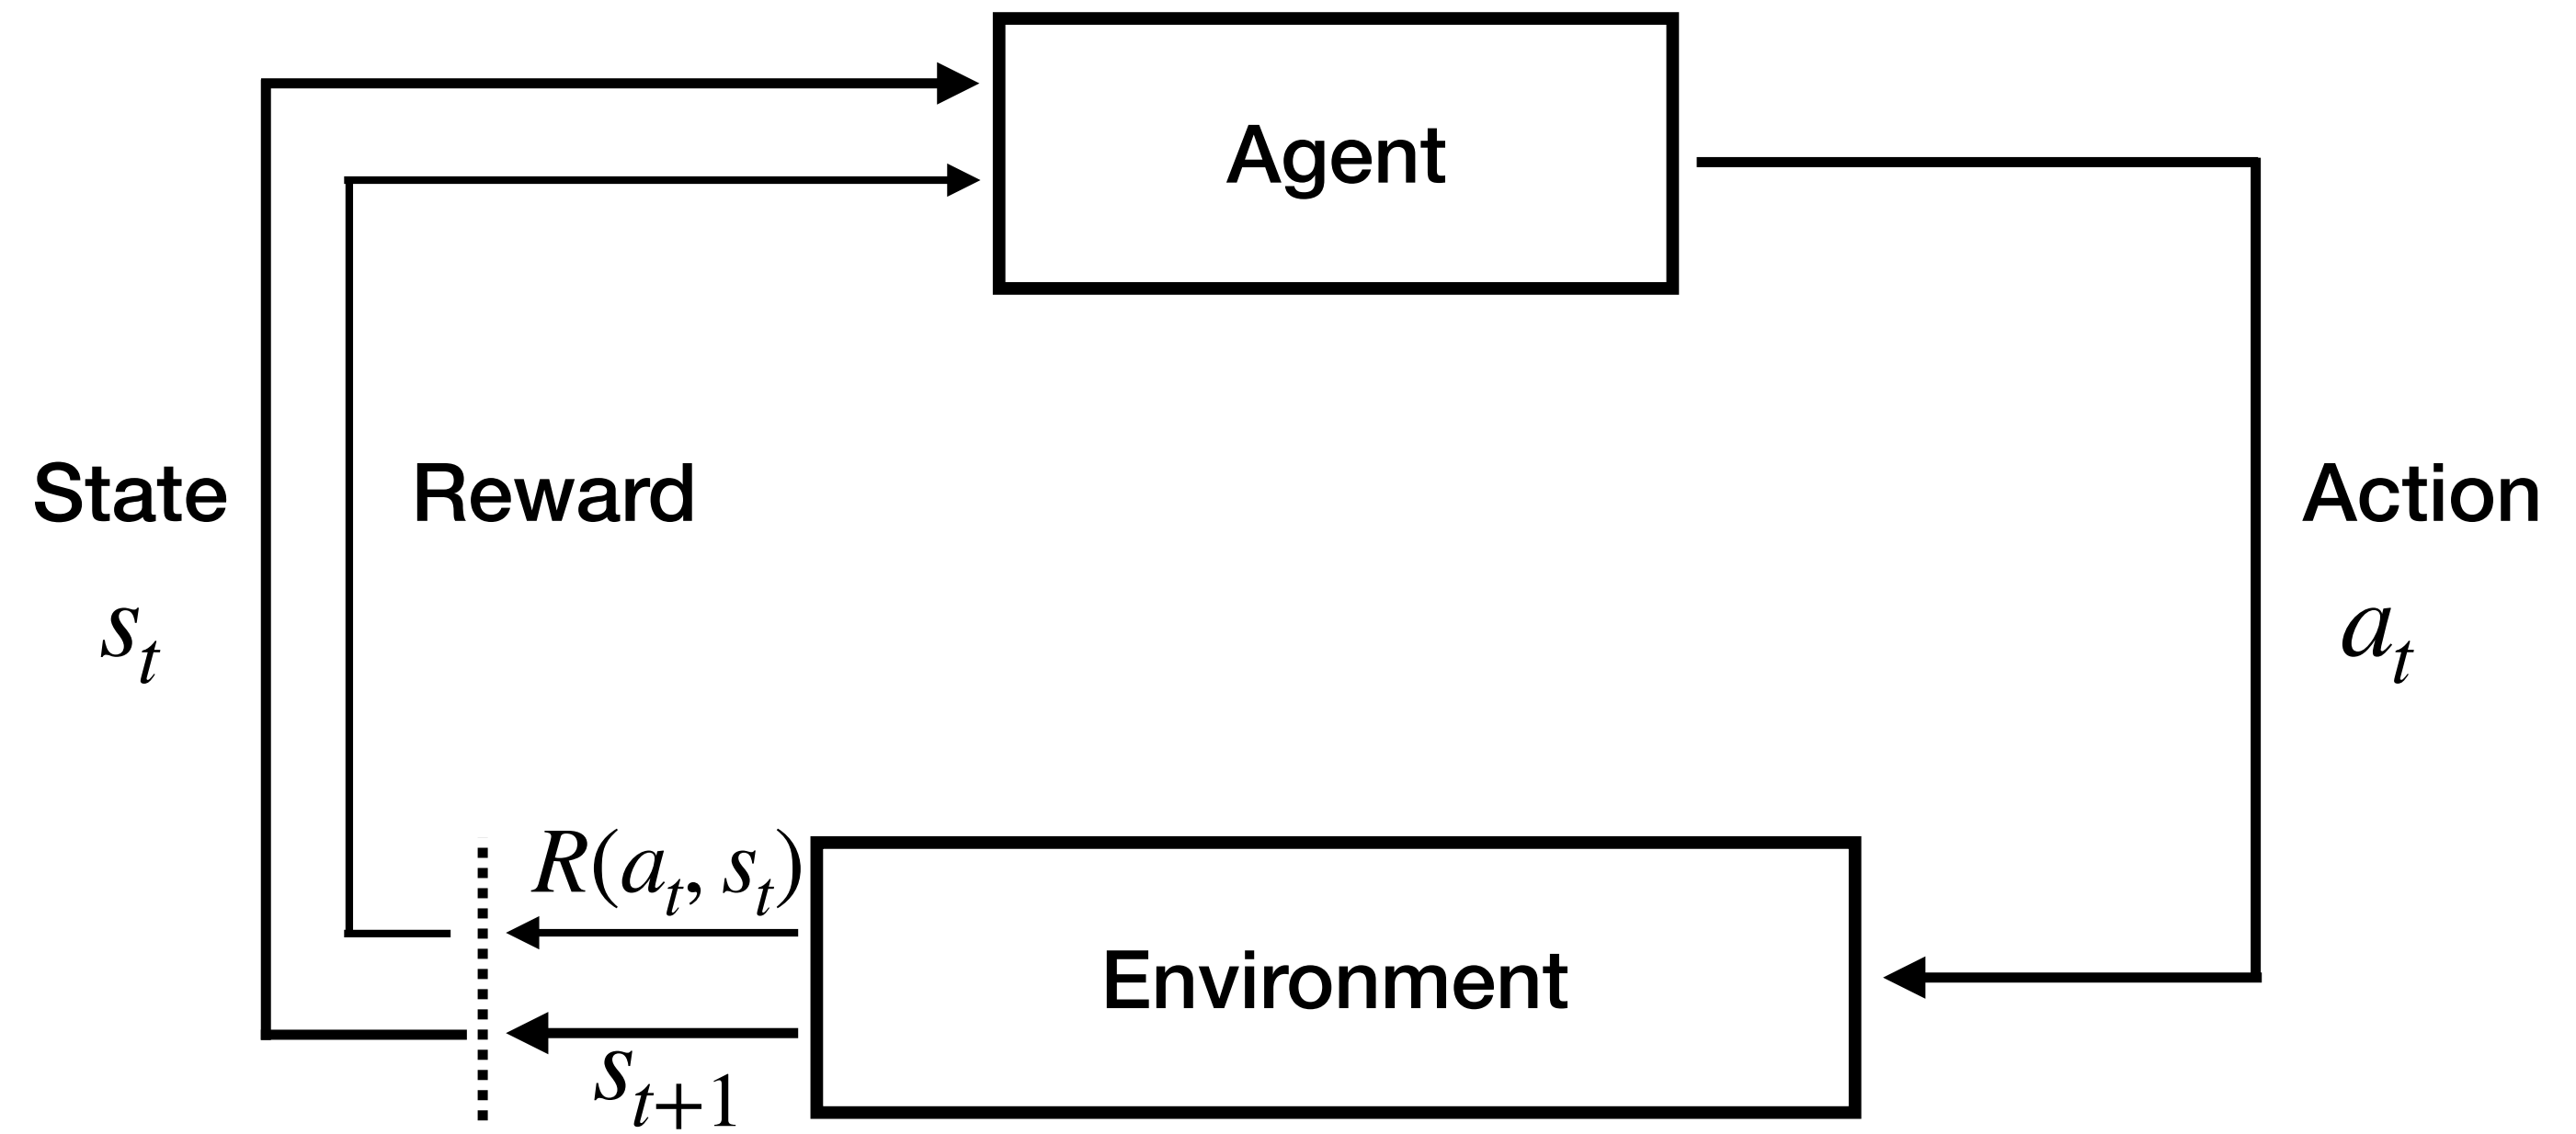 Agent
State
Reward
Action
s_t
a_t
R(a_t, s_t)
Environment
s_{t+1}